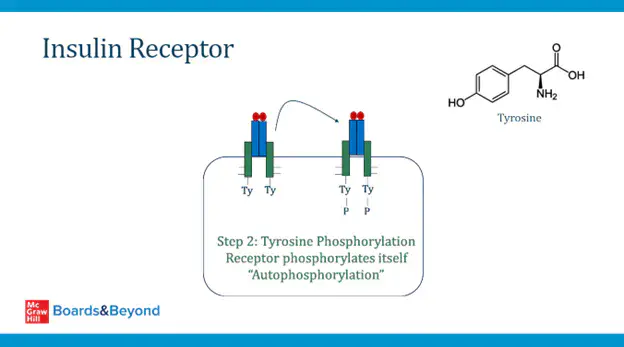 Insulin Receptor
O
OH
NH2
HO
Tyrosine
Ty Ty Ty Ty
P P
Step 2: Tyrosine Phosphorylation
Receptor phosphorylates itself
“Autophosphorylation”
Mc
Graw
Hill
Boards&Beyond